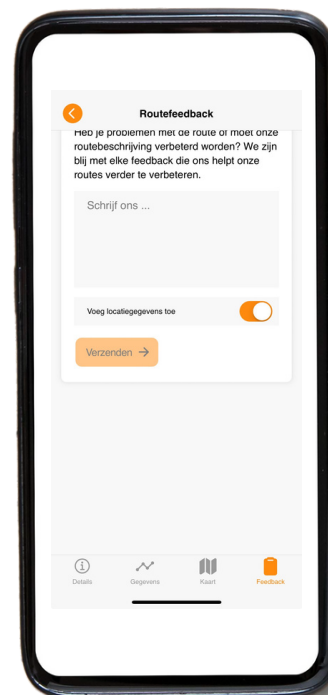 Routefeedback
Heb je problemen met de route of moet onze
routebeschrijving verbeterd worden? We zijn
blij met elke feedback die ons helpt onze
routes verder te verbeteren.
Schrijf ons ...
Voeg locatiegegevens toe
Verzenden →
Details
Gegevens
Kaart
Feedback